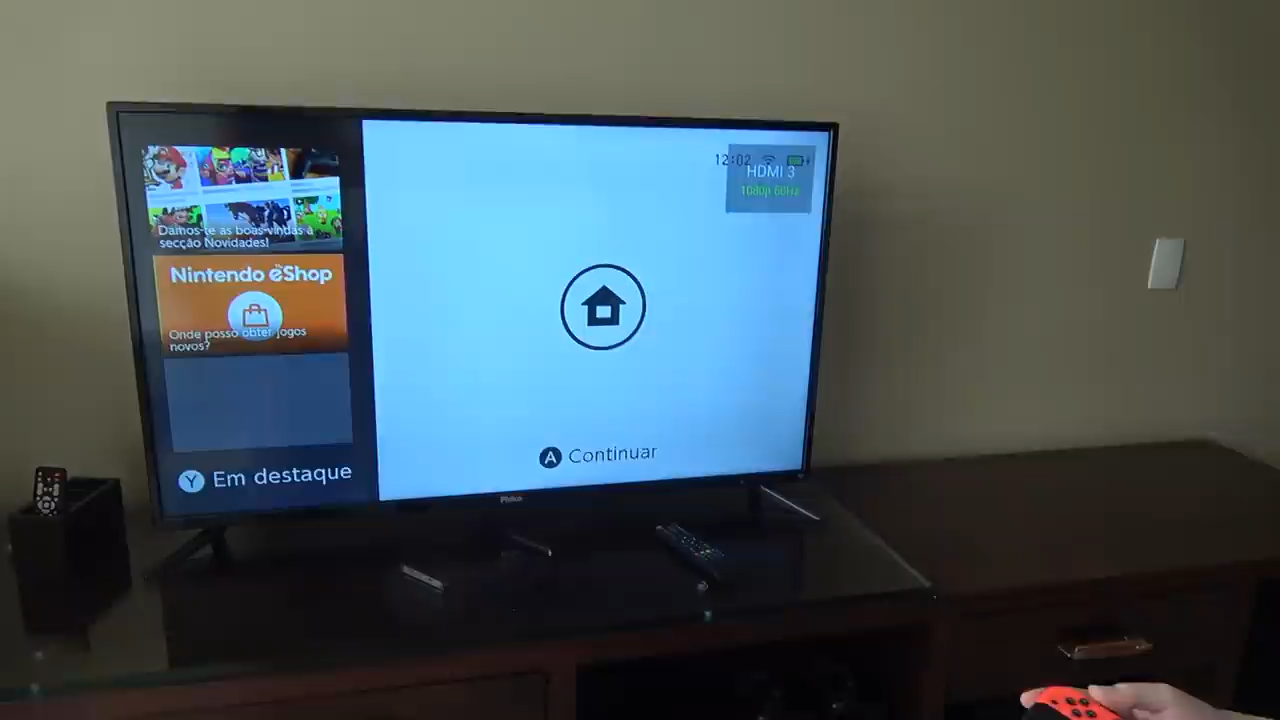 Damos-te as boas-vindas à
secção Novidades!
Nintendo eShop
Onde posso obter jogos
novos?
Y Em destaque
12:02
HDMI 3
1080p 60Hz
A Continuar
Philco